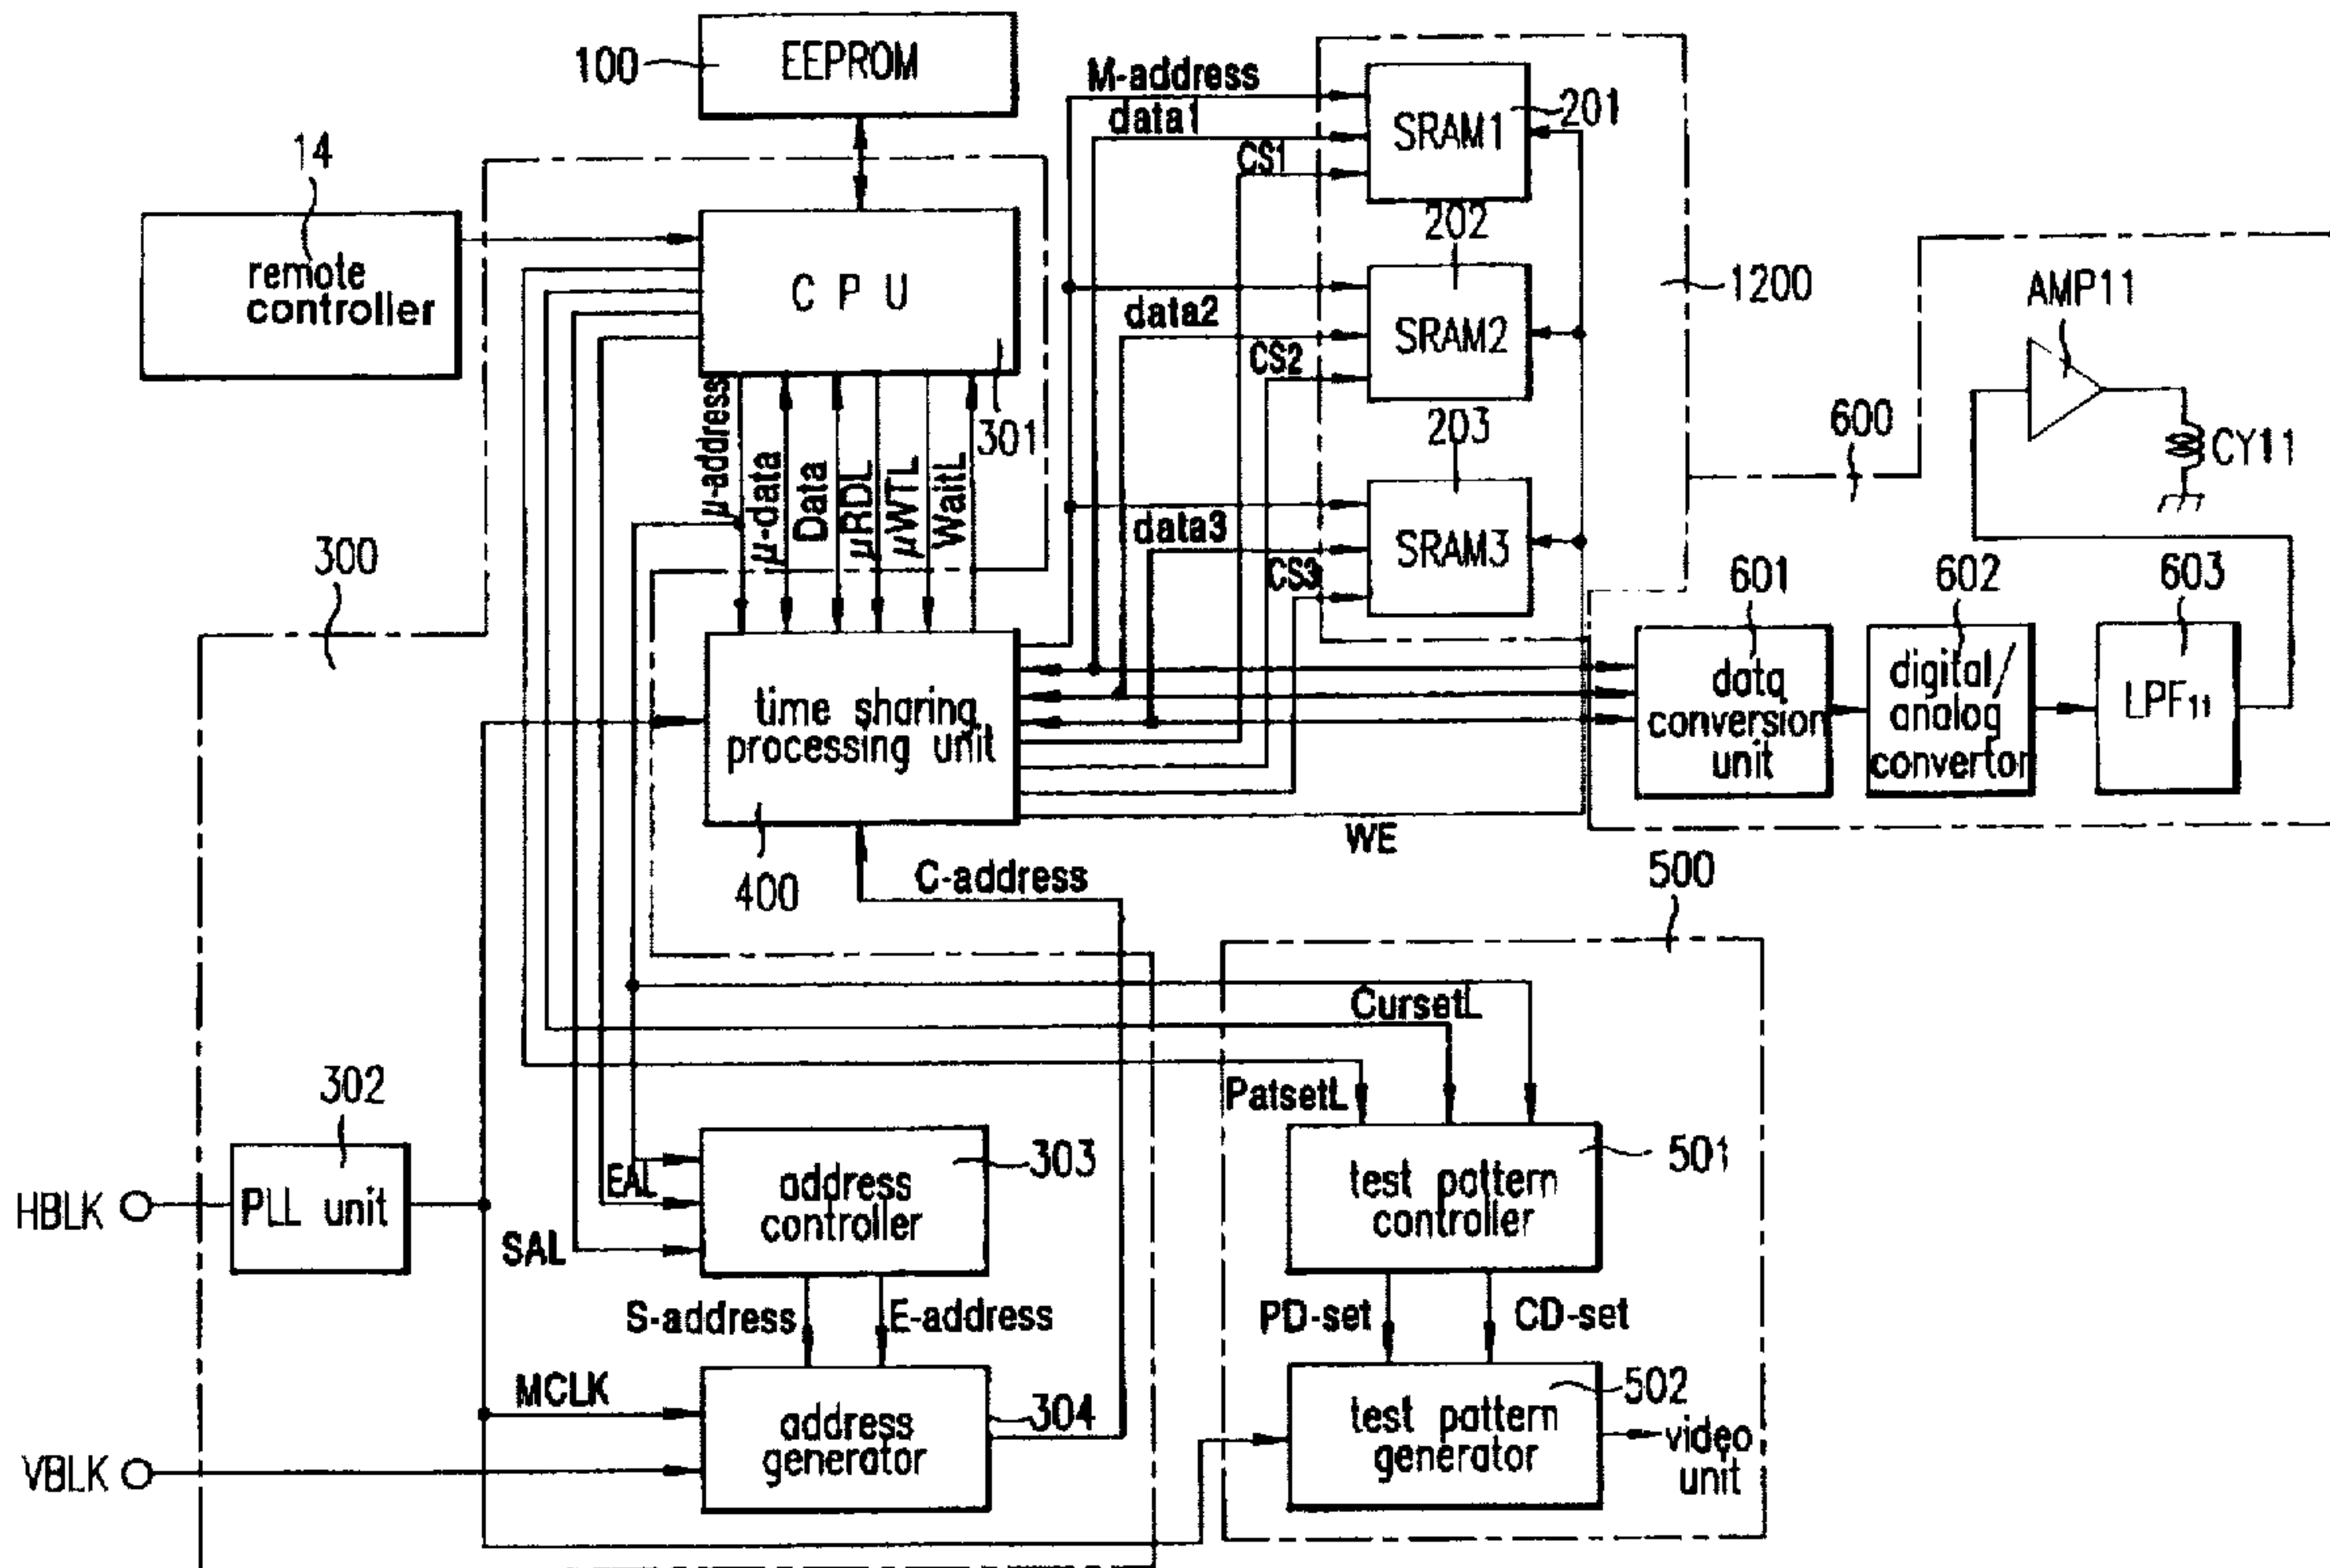 EEPROM
100
M-address
data1
CS1
SRAM1
201
14
remote
controller
C P U
301
202
data2
CS2
SRAM2
1200
AMP11
CY11
600
203
data3
CS3
SRAM3
μ-address
μ-data
Data
μRDL
μWTL
WaitL
300
time sharing
processing unit
400
601
data
conversion
unit
602
digital/
analog
convertor
603
LPF11
WE
C-address
500
CursetL
PatsetL
302
HBLK
PLL unit
EAL
SAL
address
controller
303
501
test pattern
controller
S-address
E-address
PD-set
CD-set
MCLK
VBLK
address
generator
304
502
test pattern
generator
video
unit